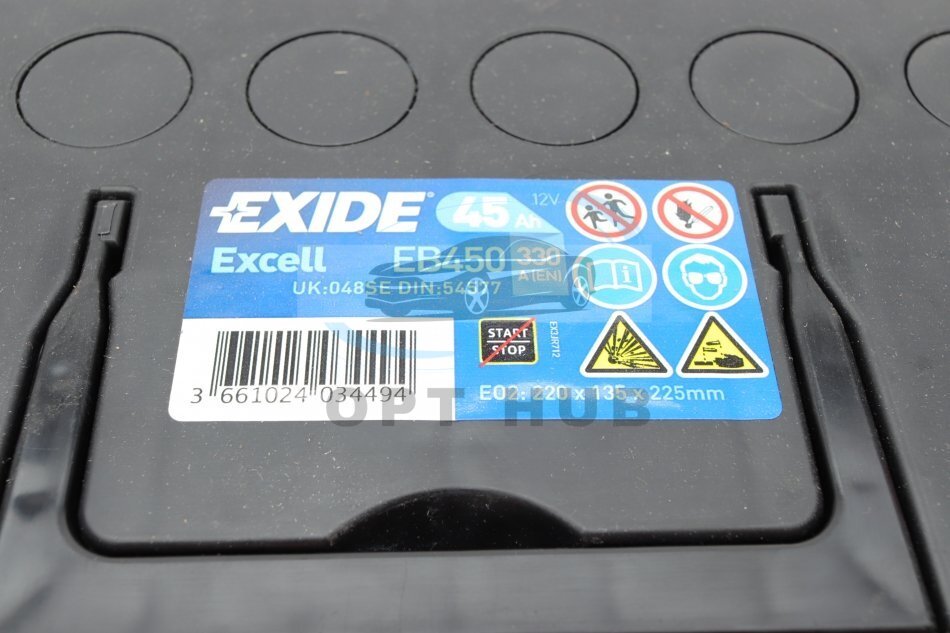 EXIDE® 45 Ah 12V
Excell EB450 330
A(EN)
UK:048SE DIN:54577
START
STOP
EX3JR712
3 661024 034494
E02: 220 x 135 x 225mm
OPT HUB